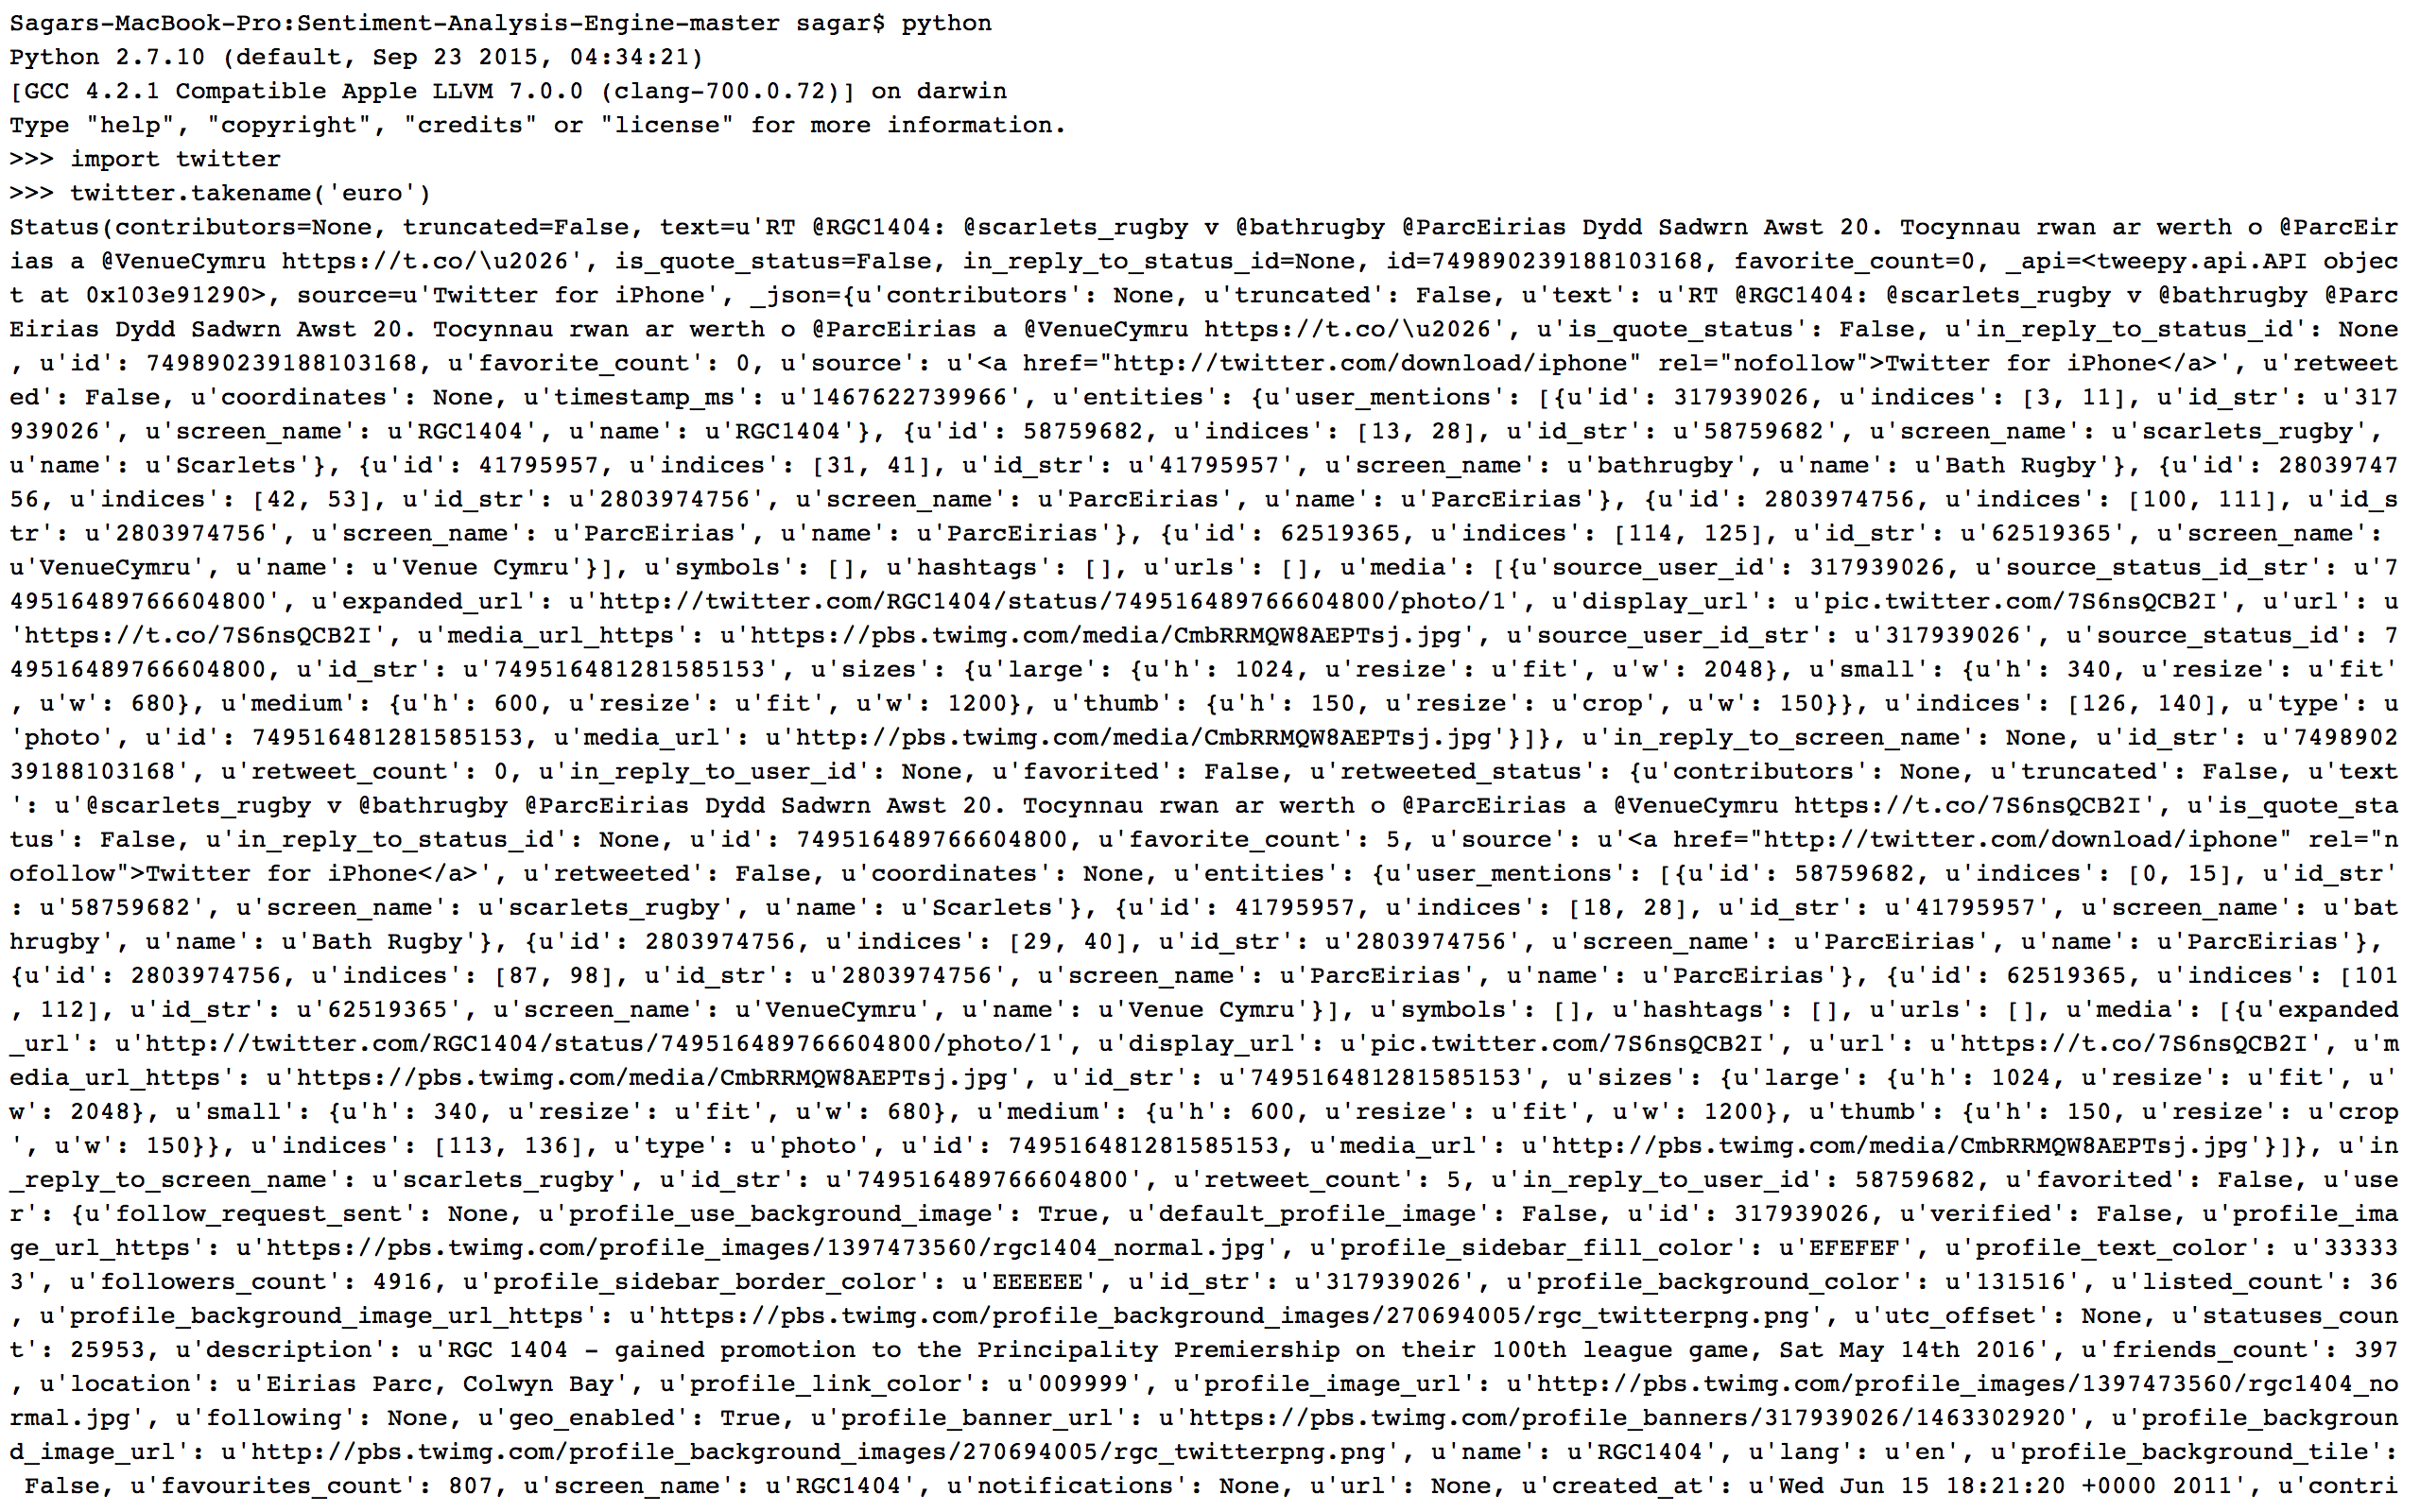 Sagars-MacBook-Pro:Sentiment-Analysis-Engine-master sagar$ python
Python 2.7.10 (default, Sep 23 2015, 04:34:21)
[GCC 4.2.1 Compatible Apple LLVM 7.0.0 (clang-700.0.72)] on darwin
Type "help", "copyright", "credits" or "license" for more information.
>>> import twitter
>>> twitter.takename('euro')
Status(contributors=None, truncated=False, text=u'RT @RGC1404: @scarlets_rugby v @bathrugby @ParcEirias Dydd Sadwrn Awst 20. Tocynnau rwan ar werth o @ParcEir
ias a @VenueCymru https://t.co/\u2026', is_quote_status=False, in_reply_to_status_id=None, id=749890239188103168, favorite_count=0, _api=<tweepy.api.API objec
t at 0x103e91290>, source=u'Twitter for iPhone', _json={u'contributors': None, u'truncated': False, u'text': u'RT @RGC1404: @scarlets_rugby v @bathrugby @Parc
Eirias Dydd Sadwrn Awst 20. Tocynnau rwan ar werth o @ParcEirias a @VenueCymru https://t.co/\u2026', u'is_quote_status': False, u'in_reply_to_status_id': None
, u'id': 749890239188103168, u'favorite_count': 0, u'source': u'<a href="http://twitter.com/download/iphone" rel="nofollow">Twitter for iPhone</a>', u'retweet
ed': False, u'coordinates': None, u'timestamp_ms': u'1467622739966', u'entities': {u'user_mentions': [{u'id': 317939026, u'indices': [3, 11], u'id_str': u'317
939026', u'screen_name': u'RGC1404', u'name': u'RGC1404'}, {u'id': 58759682, u'indices': [13, 28], u'id_str': u'58759682', u'screen_name': u'scarlets_rugby',
u'name': u'Scarlets'}, {u'id': 41795957, u'indices': [31, 41], u'id_str': u'41795957', u'screen_name': u'bathrugby', u'name': u'Bath Rugby'}, {u'id': 28039747
56, u'indices': [42, 53], u'id_str': u'2803974756', u'screen_name': u'ParcEirias', u'name': u'ParcEirias'}, {u'id': 2803974756, u'indices': [100, 111], u'id_s
tr': u'2803974756', u'screen_name': u'ParcEirias', u'name': u'ParcEirias'}, {u'id': 62519365, u'indices': [114, 125], u'id_str': u'62519365', u'screen_name':
u'VenueCymru', u'name': u'Venue Cymru'}], u'symbols': [], u'hashtags': [], u'urls': [], u'media': [{u'source_user_id': 317939026, u'source_status_id_str': u'7
49516489766604800', u'expanded_url': u'http://twitter.com/RGC1404/status/749516489766604800/photo/1', u'display_url': u'pic.twitter.com/7S6nsQCB2I', u'url': u
'https://t.co/7S6nsQCB2I', u'media_url_https': u'https://pbs.twimg.com/media/CmbRRMQW8AEPTsj.jpg', u'source_user_id_str': u'317939026', u'source_status_id': 7
49516489766604800, u'id_str': u'749516481281585153', u'sizes': {u'large': {u'h': 1024, u'resize': u'fit', u'w': 2048}, u'small': {u'h': 340, u'resize': u'fit'
, u'w': 680}, u'medium': {u'h': 600, u'resize': u'fit', u'w': 1200}, u'thumb': {u'h': 150, u'resize': u'crop', u'w': 150}}, u'indices': [126, 140], u'type': u
'photo', u'id': 749516481281585153, u'media_url': u'http://pbs.twimg.com/media/CmbRRMQW8AEPTsj.jpg'}]}, u'in_reply_to_screen_name': None, u'id_str': u'7498902
39188103168', u'retweet_count': 0, u'in_reply_to_user_id': None, u'favorited': False, u'retweeted_status': {u'contributors': None, u'truncated': False, u'text
': u'@scarlets_rugby v @bathrugby @ParcEirias Dydd Sadwrn Awst 20. Tocynnau rwan ar werth o @ParcEirias a @VenueCymru https://t.co/7S6nsQCB2I', u'is_quote_sta
tus': False, u'in_reply_to_status_id': None, u'id': 749516489766604800, u'favorite_count': 5, u'source': u'<a href="http://twitter.com/download/iphone" rel="n
ofollow">Twitter for iPhone</a>', u'retweeted': False, u'coordinates': None, u'entities': {u'user_mentions': [{u'id': 58759682, u'indices': [0, 15], u'id_str'
: u'58759682', u'screen_name': u'scarlets_rugby', u'name': u'Scarlets'}, {u'id': 41795957, u'indices': [18, 28], u'id_str': u'41795957', u'screen_name': u'bat
hrugby', u'name': u'Bath Rugby'}, {u'id': 2803974756, u'indices': [29, 40], u'id_str': u'2803974756', u'screen_name': u'ParcEirias', u'name': u'ParcEirias'},
{u'id': 2803974756, u'indices': [87, 98], u'id_str': u'2803974756', u'screen_name': u'ParcEirias', u'name': u'ParcEirias'}, {u'id': 62519365, u'indices': [101
, 112], u'id_str': u'62519365', u'screen_name': u'VenueCymru', u'name': u'Venue Cymru'}], u'symbols': [], u'hashtags': [], u'urls': [], u'media': [{u'expanded
_url': u'http://twitter.com/RGC1404/status/749516489766604800/photo/1', u'display_url': u'pic.twitter.com/7S6nsQCB2I', u'url': u'https://t.co/7S6nsQCB2I', u'm
edia_url_https': u'https://pbs.twimg.com/media/CmbRRMQW8AEPTsj.jpg', u'id_str': u'749516481281585153', u'sizes': {u'large': {u'h': 1024, u'resize': u'fit', u'
w': 2048}, u'small': {u'h': 340, u'resize': u'fit', u'w': 680}, u'medium': {u'h': 600, u'resize': u'fit', u'w': 1200}, u'thumb': {u'h': 150, u'resize': u'crop
', u'w': 150}}, u'indices': [113, 136], u'type': u'photo', u'id': 749516481281585153, u'media_url': u'http://pbs.twimg.com/media/CmbRRMQW8AEPTsj.jpg'}]}, u'in
_reply_to_screen_name': u'scarlets_rugby', u'id_str': u'749516489766604800', u'retweet_count': 5, u'in_reply_to_user_id': 58759682, u'favorited': False, u'use
r': {u'follow_request_sent': None, u'profile_use_background_image': True, u'default_profile_image': False, u'id': 317939026, u'verified': False, u'profile_ima
ge_url_https': u'https://pbs.twimg.com/profile_images/1397473560/rgc1404_normal.jpg', u'profile_sidebar_fill_color': u'EFEFEF', u'profile_text_color': u'33333
3', u'followers_count': 4916, u'profile_sidebar_border_color': u'EEEEEE', u'id_str': u'317939026', u'profile_background_color': u'131516', u'listed_count': 36
, u'profile_background_image_url_https': u'https://pbs.twimg.com/profile_background_images/270694005/rgc_twitterpng.png', u'utc_offset': None, u'statuses_coun
t': 25953, u'description': u'RGC 1404 - gained promotion to the Principality Premiership on their 100th league game, Sat May 14th 2016', u'friends_count': 397
, u'location': u'Eirias Parc, Colwyn Bay', u'profile_link_color': u'009999', u'profile_image_url': u'http://pbs.twimg.com/profile_images/1397473560/rgc1404_no
rmal.jpg', u'following': None, u'geo_enabled': True, u'profile_banner_url': u'https://pbs.twimg.com/profile_banners/317939026/1463302920', u'profile_backgroun
d_image_url': u'http://pbs.twimg.com/profile_background_images/270694005/rgc_twitterpng.png', u'name': u'RGC1404', u'lang': u'en', u'profile_background_tile':
 False, u'favourites_count': 807, u'screen_name': u'RGC1404', u'notifications': None, u'url': None, u'created_at': u'Wed Jun 15 18:21:20 +0000 2011', u'contri